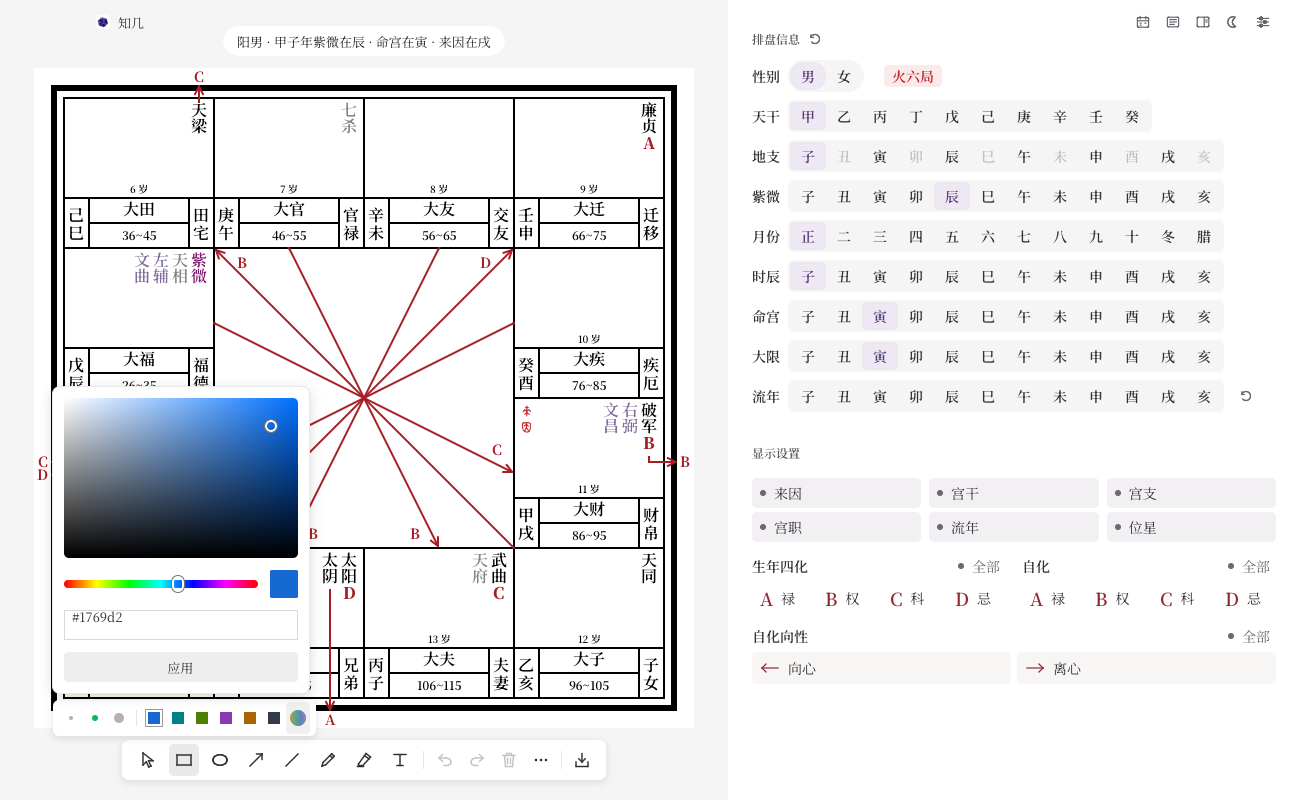 知几
阳男 · 甲子年紫微在辰 · 命宫在寅 · 来因在戌
C
天梁
七杀
廉贞
A
6 岁
7 岁
8 岁
9 岁
己巳
大田
36~45
田宅
庚午
大官
46~55
官禄
辛未
大友
56~65
交友
壬申
大迁
66~75
迁移
文曲
左辅
天相
紫微
B
D
戊辰
大福
26~35
福德
10 岁
癸酉
大疾
76~85
疾厄
文昌
右弼
破军
B
B
C
C
D
11 岁
甲戌
大财
86~95
财帛
B
B
太阴
太阳
D
天府
武曲
C
天同
13 岁
12 岁
兄弟
丙子
大夫
106~115
夫妻
乙亥
大子
96~105
子女
A
#1769d2
应用
排盘信息
性别 男 女 火六局
天干 甲 乙 丙 丁 戊 己 庚 辛 壬 癸
地支 子 丑 寅 卯 辰 巳 午 未 申 酉 戌 亥
紫微 子 丑 寅 卯 辰 巳 午 未 申 酉 戌 亥
月份 正 二 三 四 五 六 七 八 九 十 冬 腊
时辰 子 丑 寅 卯 辰 巳 午 未 申 酉 戌 亥
命宫 子 丑 寅 卯 辰 巳 午 未 申 酉 戌 亥
大限 子 丑 寅 卯 辰 巳 午 未 申 酉 戌 亥
流年 子 丑 寅 卯 辰 巳 午 未 申 酉 戌 亥
显示设置
来因 宫干 宫支
宫职 流年 位星
生年四化 全部 自化 全部
A 禄 B 权 C 科 D 忌 A 禄 B 权 C 科 D 忌
自化向性 全部
向心 离心